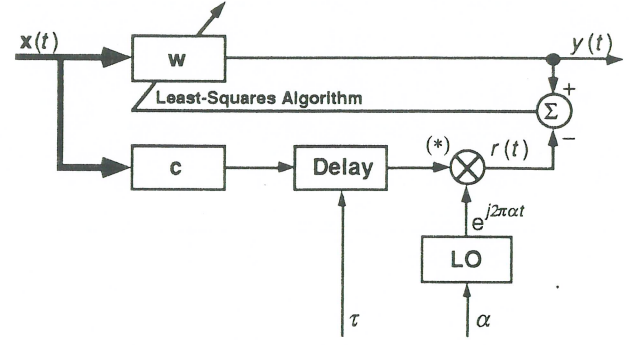 x(t)
w
y(t)
Least-Squares Algorithm
+
Σ
−
c
Delay
(*)
r(t)
e^{j2παt}
LO
τ
α